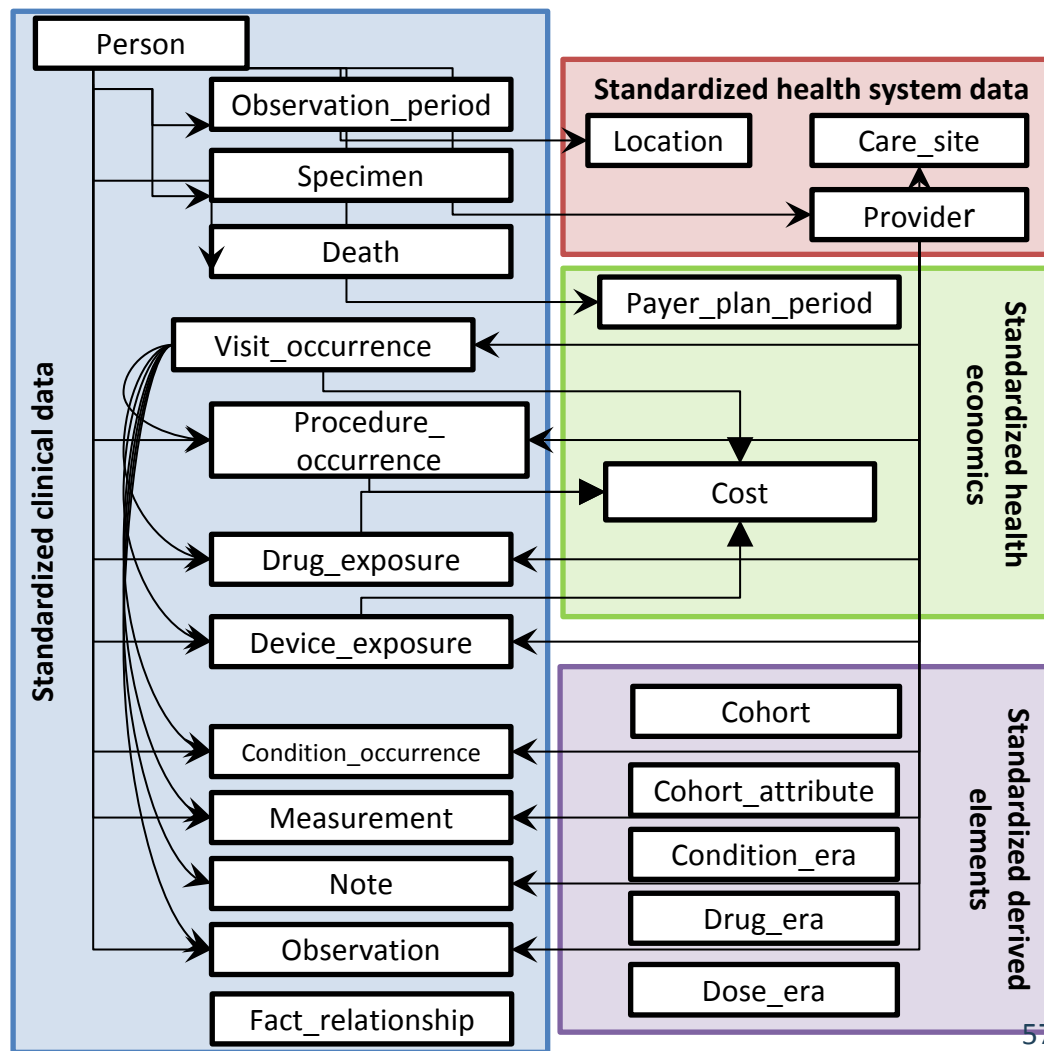 Person
Observation_period
Specimen
Death
Visit_occurrence
Procedure_
occurrence
Drug_exposure
Device_exposure
Condition_occurrence
Measurement
Note
Observation
Fact_relationship
Standardized clinical data
Standardized health system data
Location
Care_site
Provider
Payer_plan_period
Cost
Standardized health
economics
Cohort
Cohort_attribute
Condition_era
Drug_era
Dose_era
Standardized derived
elements
57